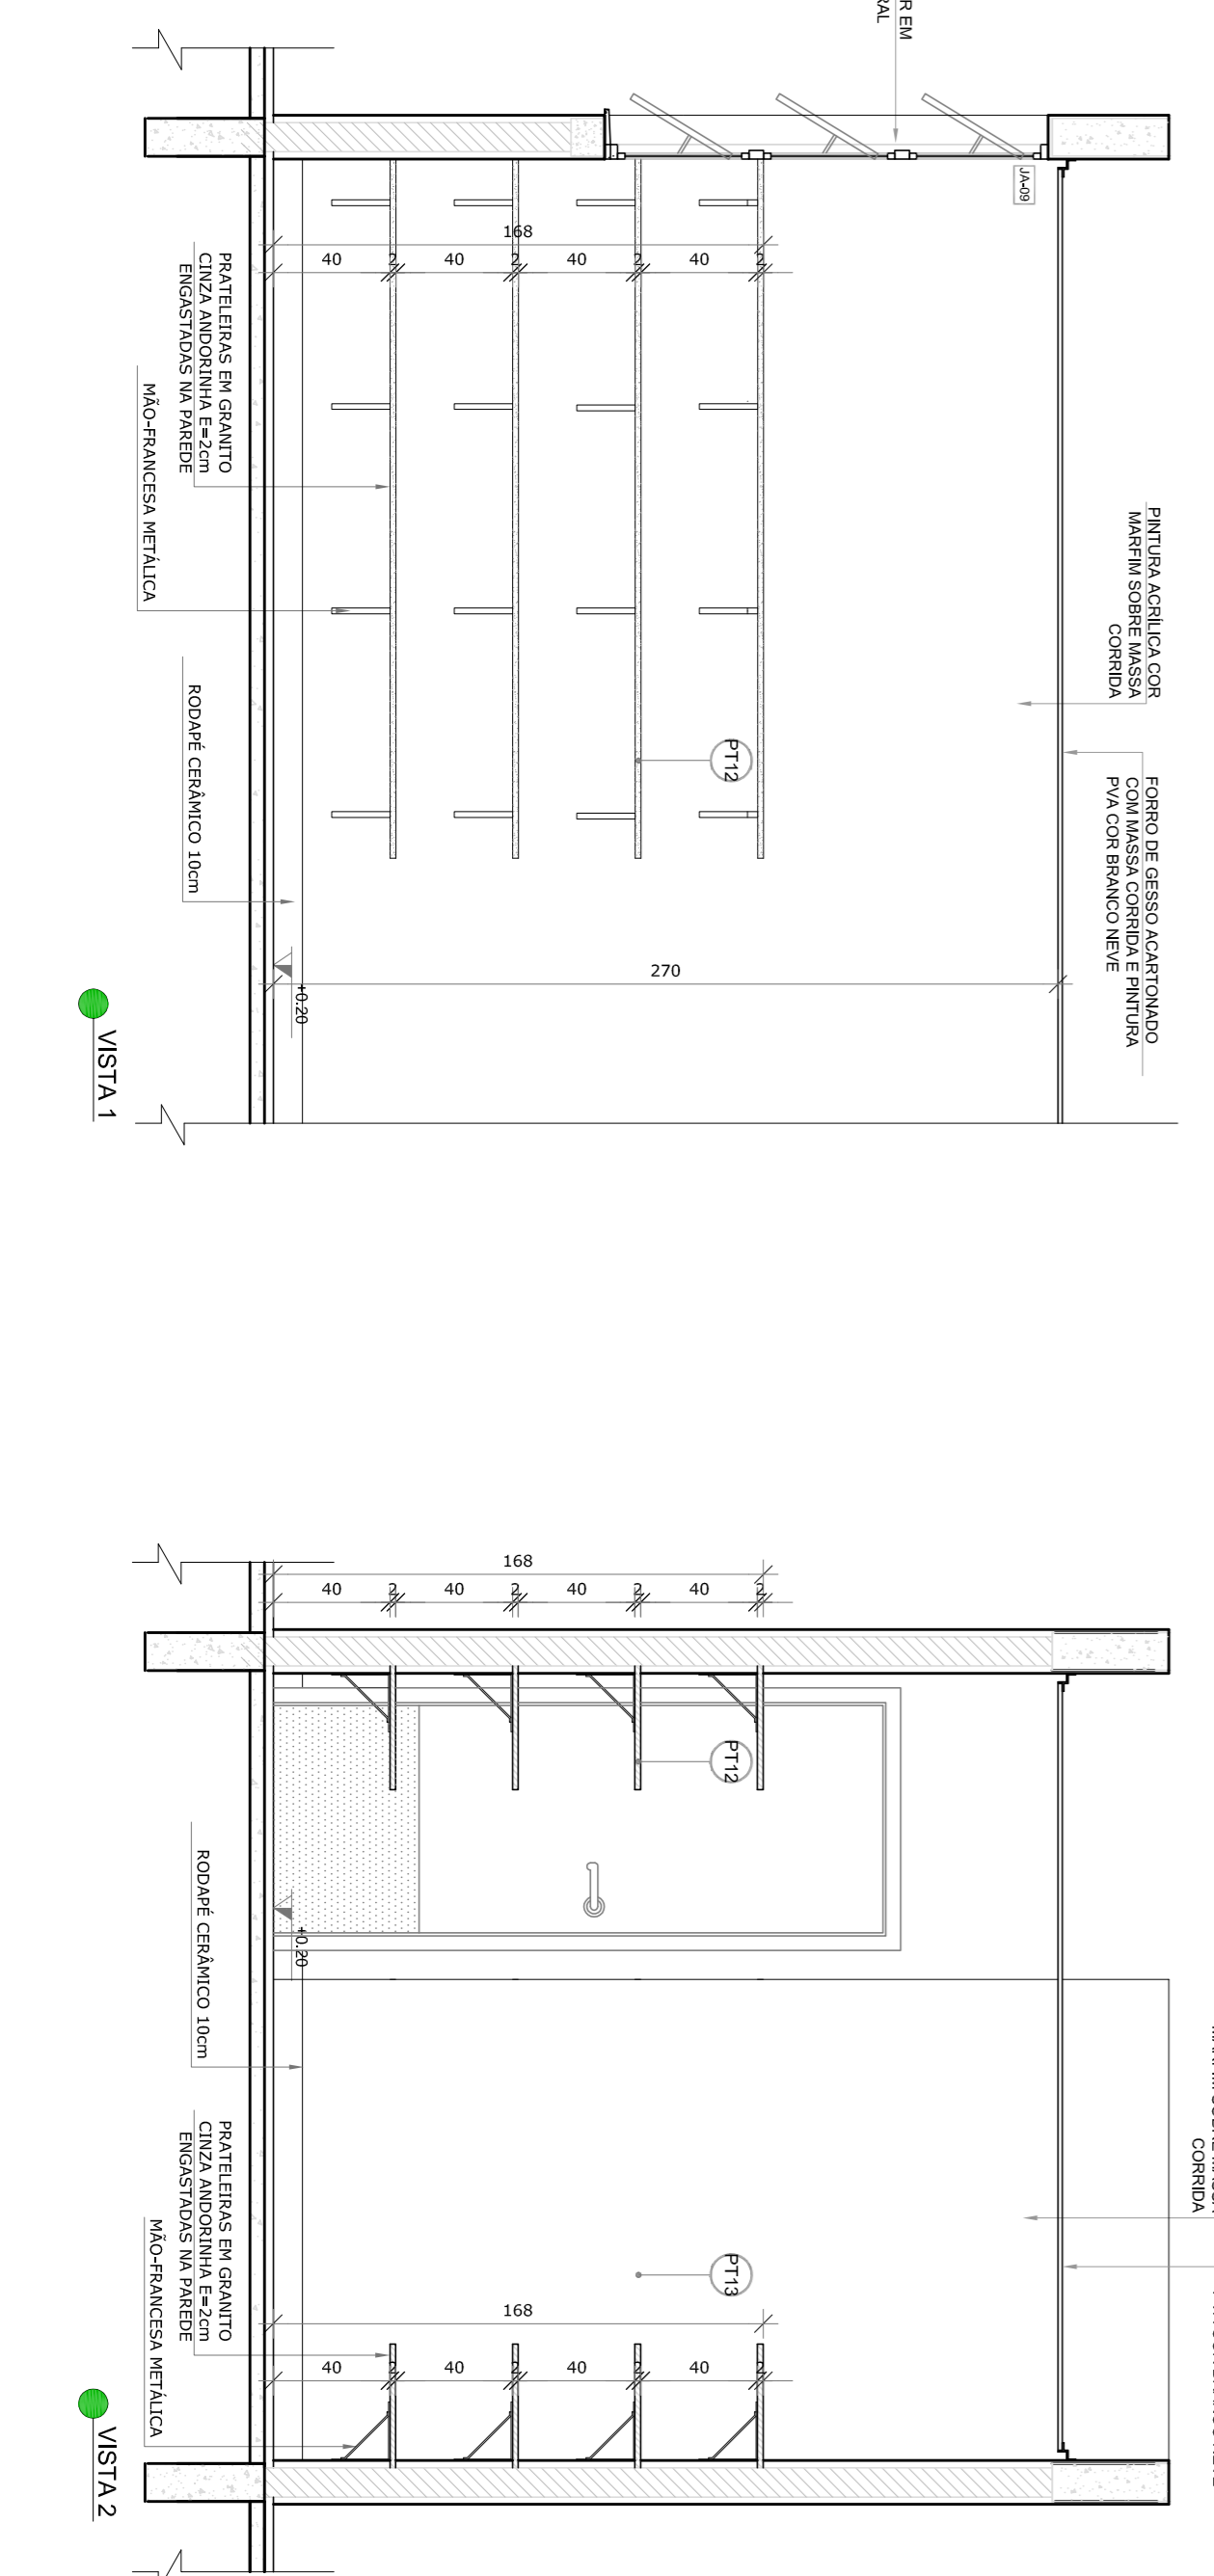 R EM
RAL
JA-09
PINTURA ACRÍLICA COR
MARFIM SOBRE MASSA
CORRIDA
FORRO DE GESSO ACARTONADO
COM MASSA CORRIDA E PINTURA
PVA COR BRANCO NEVE
168
40
2
40
2
40
2
40
2
PT12
270
+0.20
PRATELEIRAS EM GRANITO
CINZA ANDORINHA E=2cm
ENGASTADAS NA PAREDE
MÃO-FRANCESA METÁLICA
RODAPÉ CERÂMICO 10cm
VISTA 1
168
40
2
40
2
40
2
40
2
PT12
+0.20
RODAPÉ CERÂMICO 10cm
CORRIDA
PT13
168
40
2
40
2
40
2
40
2
PRATELEIRAS EM GRANITO
CINZA ANDORINHA E=2cm
ENGASTADAS NA PAREDE
MÃO-FRANCESA METÁLICA
VISTA 2